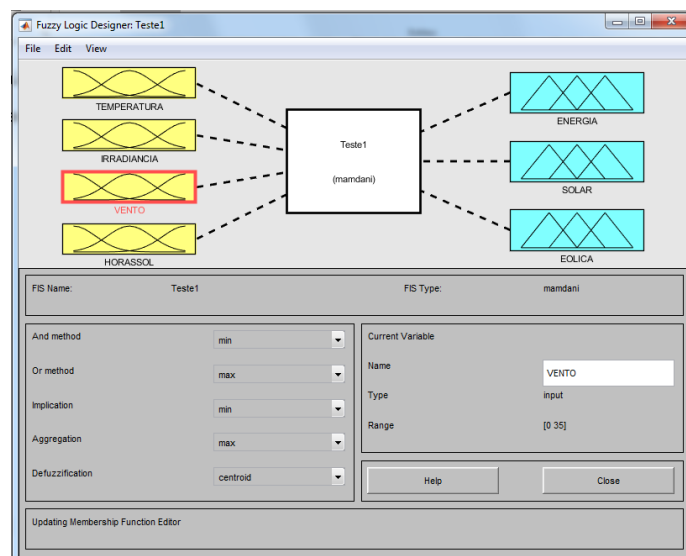 Fuzzy Logic Designer: Teste1
File Edit View
TEMPERATURA
IRRADIANCIA
VENTO
HORASSOL
Teste1
(mamdani)
ENERGIA
SOLAR
EOLICA
FIS Name: Teste1 FIS Type: mamdani
And method min
Or method max
Implication min
Aggregation max
Defuzzification centroid
Current Variable
Name VENTO
Type input
Range [0 35]
Help Close
Updating Membership Function Editor